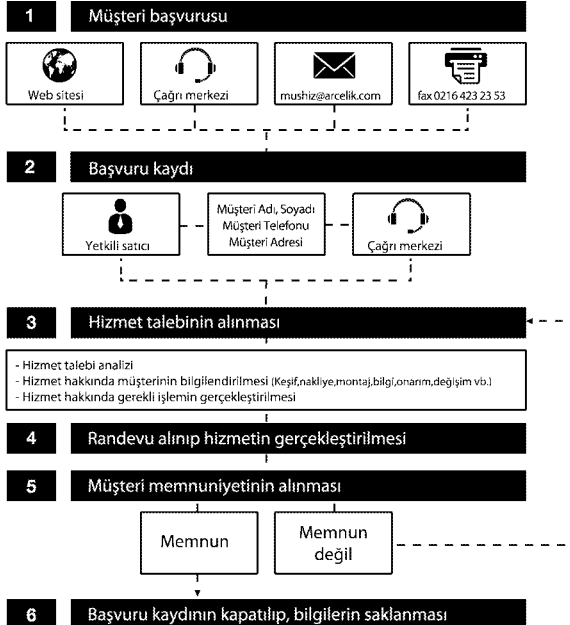 1 Müşteri başvurusu
Web sitesi
Çağrı merkezi
mushiz@arcelik.com
fax 0216 423 23 53
2 Başvuru kaydı
Yetkili satıcı
Müşteri Adı, Soyadı
Müşteri Telefonu
Müşteri Adresi
Çağrı merkezi
3 Hizmet talebinin alınması
- Hizmet talebi analizi
- Hizmet hakkında müşterinin bilgilendirilmesi (Keşif,nakliye,montaj,bilgi,onarım,değişim vb.)
- Hizmet hakkında gerekli işlemin gerçekleştirilmesi
4 Randevu alınıp hizmetin gerçekleştirilmesi
5 Müşteri memnuniyetinin alınması
Memnun
Memnun
değil
6 Başvuru kaydının kapatılıp, bilgilerin saklanması